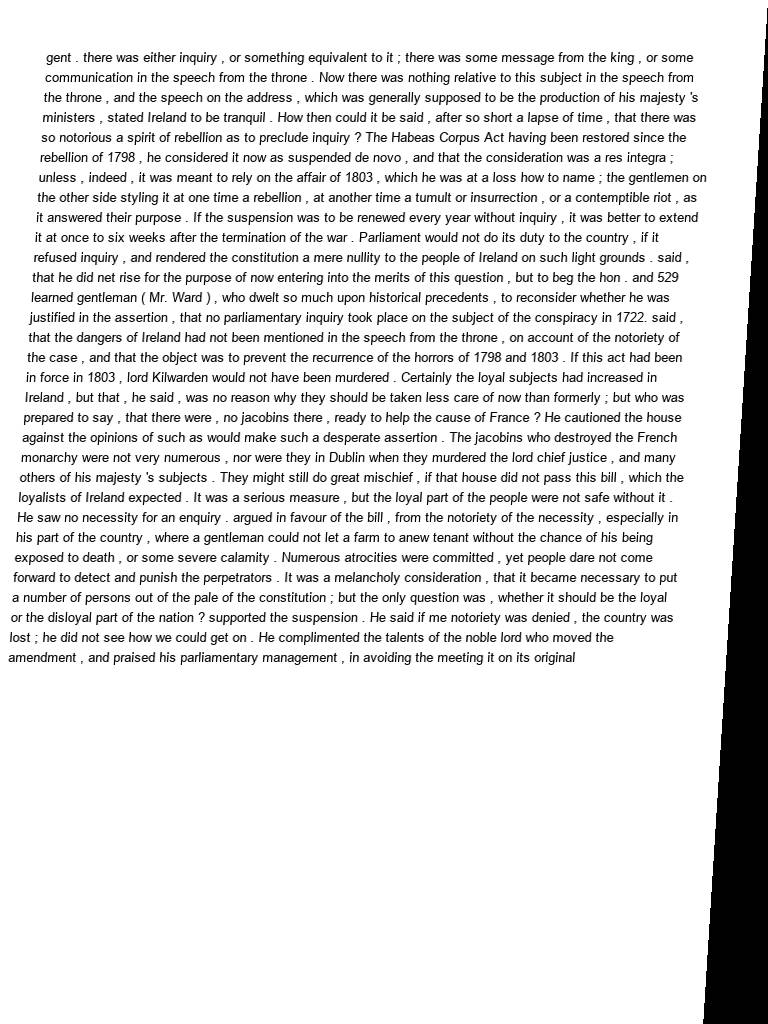 gent . there was either inquiry , or something equivalent to it ; there was some message from the king , or some
communication in the speech from the throne . Now there was nothing relative to this subject in the speech from
the throne , and the speech on the address , which was generally supposed to be the production of his majesty 's
ministers , stated Ireland to be tranquil . How then could it be said , after so short a lapse of time , that there was
so notorious a spirit of rebellion as to preclude inquiry ? The Habeas Corpus Act having been restored since the
rebellion of 1798 , he considered it now as suspended de novo , and that the consideration was a res integra ;
unless , indeed , it was meant to rely on the affair of 1803 , which he was at a loss how to name ; the gentlemen on
the other side styling it at one time a rebellion , at another time a tumult or insurrection , or a contemptible riot , as
it answered their purpose . If the suspension was to be renewed every year without inquiry , it was better to extend
it at once to six weeks after the termination of the war . Parliament would not do its duty to the country , if it
refused inquiry , and rendered the constitution a mere nullity to the people of Ireland on such light grounds . said ,
that he did net rise for the purpose of now entering into the merits of this question , but to beg the hon . and 529
learned gentleman ( Mr. Ward ) , who dwelt so much upon historical precedents , to reconsider whether he was
justified in the assertion , that no parliamentary inquiry took place on the subject of the conspiracy in 1722. said ,
that the dangers of Ireland had not been mentioned in the speech from the throne , on account of the notoriety of
the case , and that the object was to prevent the recurrence of the horrors of 1798 and 1803 . If this act had been
in force in 1803 , lord Kilwarden would not have been murdered . Certainly the loyal subjects had increased in
Ireland , but that , he said , was no reason why they should be taken less care of now than formerly ; but who was
prepared to say , that there were , no jacobins there , ready to help the cause of France ? He cautioned the house
against the opinions of such as would make such a desperate assertion . The jacobins who destroyed the French
monarchy were not very numerous , nor were they in Dublin when they murdered the lord chief justice , and many
others of his majesty 's subjects . They might still do great mischief , if that house did not pass this bill , which the
loyalists of Ireland expected . It was a serious measure , but the loyal part of the people were not safe without it .
He saw no necessity for an enquiry . argued in favour of the bill , from the notoriety of the necessity , especially in
his part of the country , where a gentleman could not let a farm to anew tenant without the chance of his being
exposed to death , or some severe calamity . Numerous atrocities were committed , yet people dare not come
forward to detect and punish the perpetrators . It was a melancholy consideration , that it became necessary to put
a number of persons out of the pale of the constitution ; but the only question was , whether it should be the loyal
or the disloyal part of the nation ? supported the suspension . He said if me notoriety was denied , the country was
lost ; he did not see how we could get on . He complimented the talents of the noble lord who moved the
amendment , and praised his parliamentary management , in avoiding the meeting it on its original